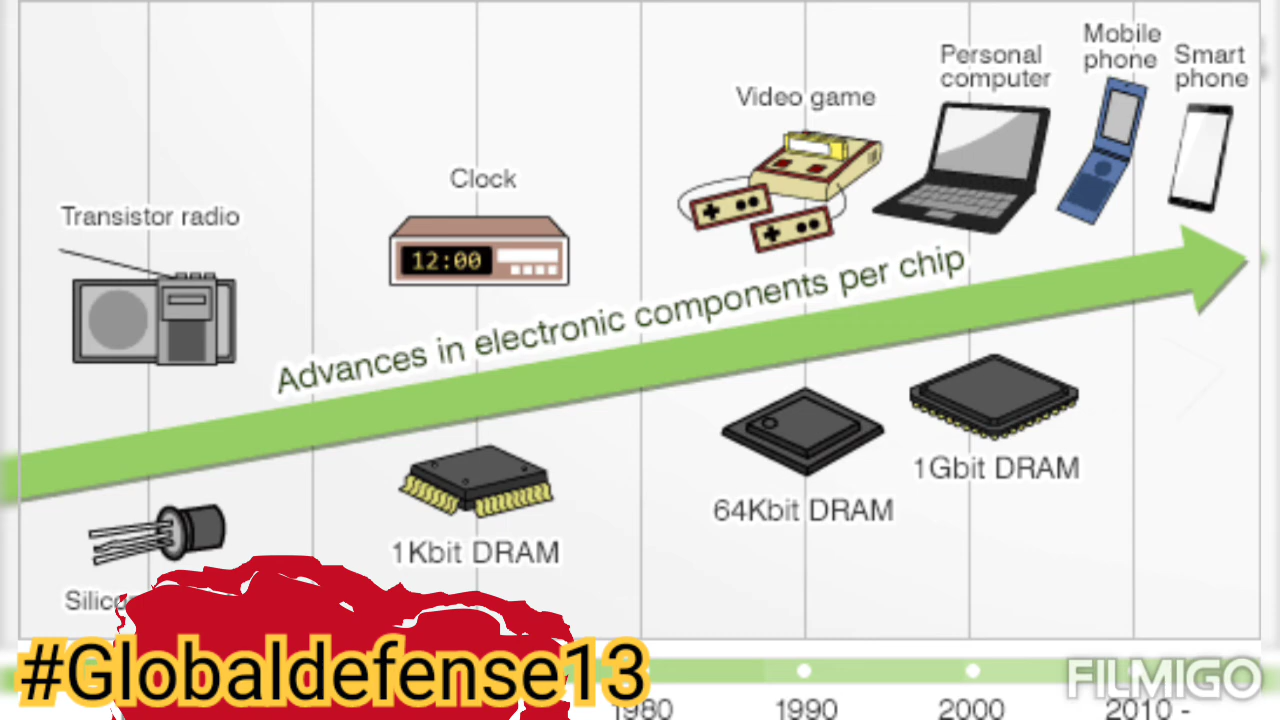 Mobile
phone
Personal
computer
Smart
phone
Video game
Clock
Transistor radio
12:00
Advances in electronic components per chip
1Gbit DRAM
64Kbit DRAM
1Kbit DRAM
#Globaldefense13
FILMIGO
1980
1990
2000
2010 -